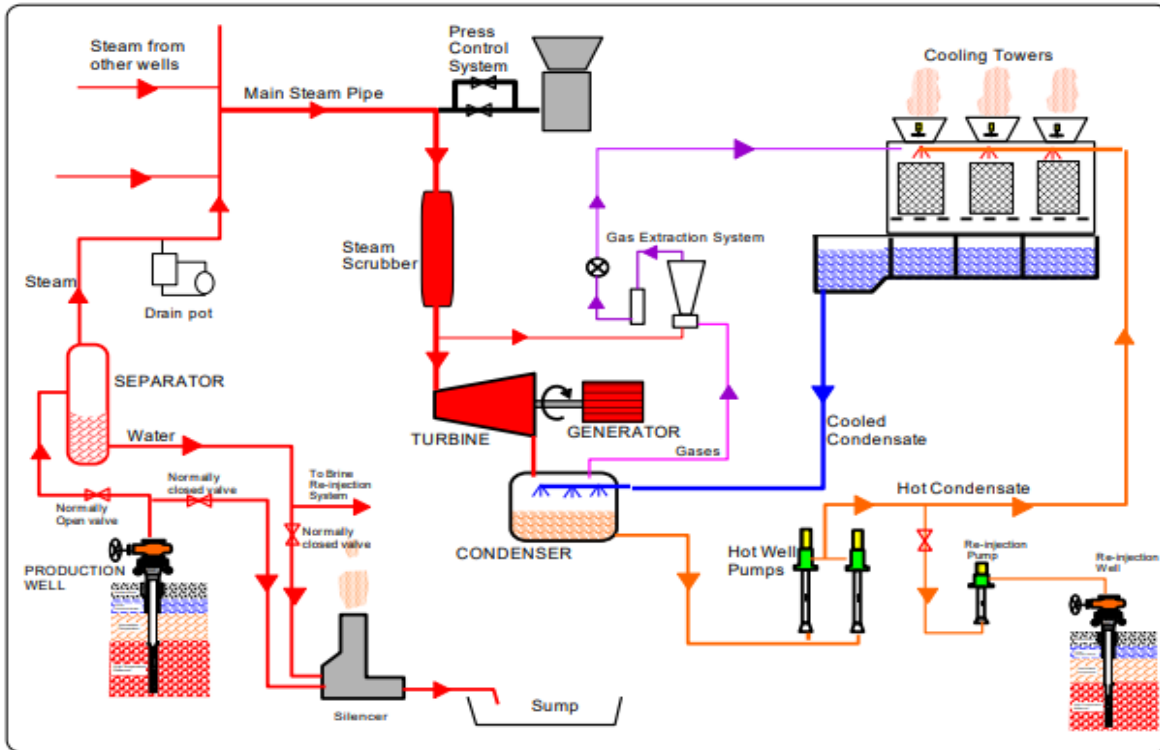 Steam from
other wells
Press
Control
System
Cooling Towers
Main Steam Pipe
Steam
Scrubber
Gas Extraction System
Steam
Drain pot
SEPARATOR
TURBINE
GENERATOR
Cooled
Condensate
Water
Gases
To Brine
Re-injection
System
Normally
closed valve
Normally
Open valve
Normally
closed valve
Hot Condensate
CONDENSER
Hot Well
Pumps
Re-injection
Pump
Re-injection
Well
PRODUCTION
WELL
Silencer
Sump